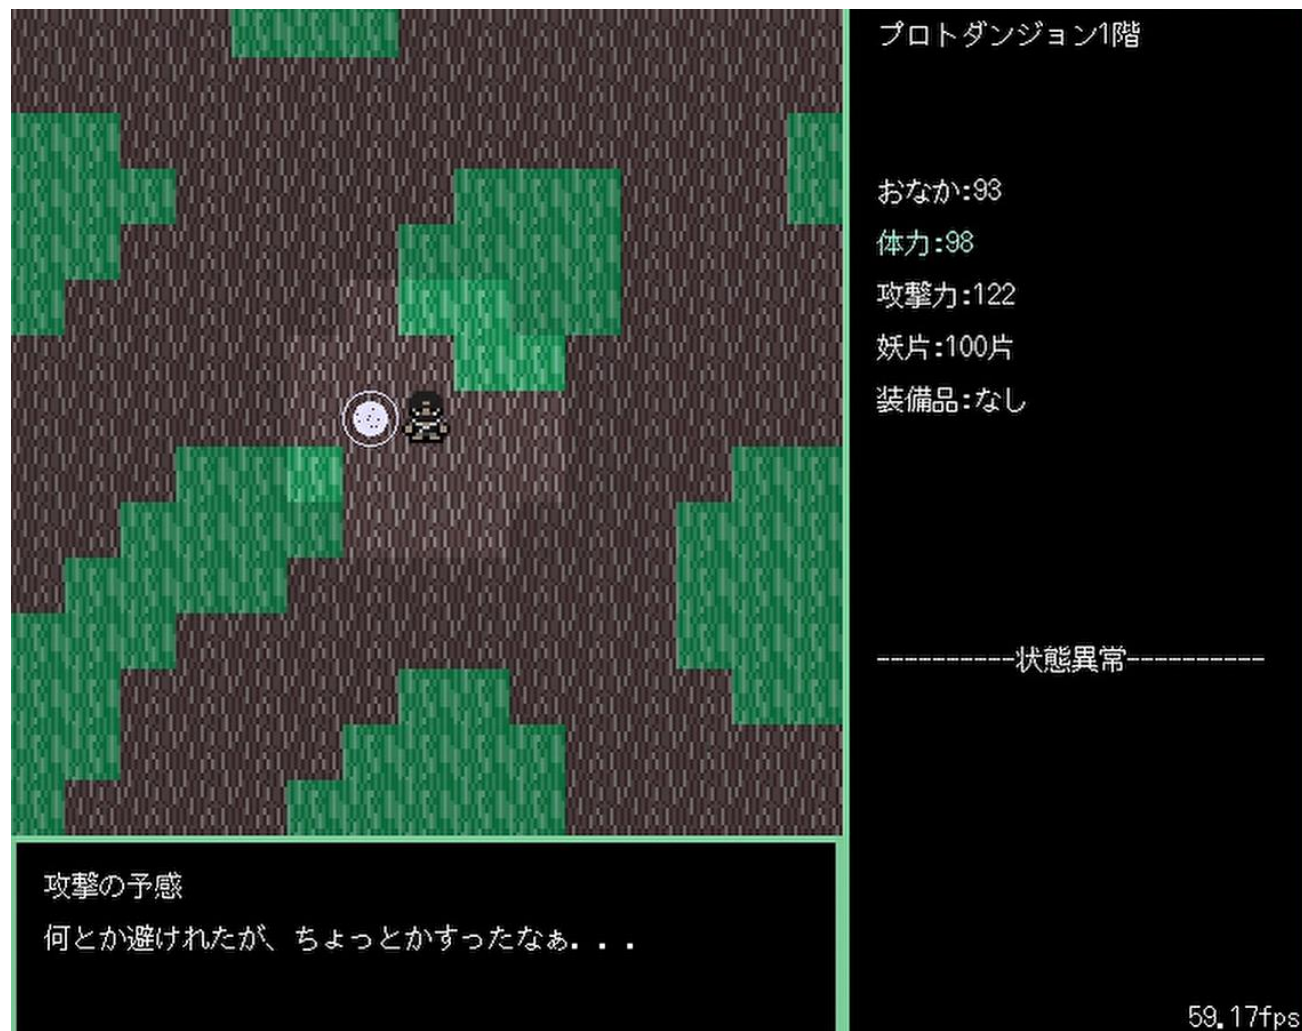 プロトダンジョン1階
おなか:93
体力:98
攻撃力:122
妖片:100片
装備品:なし
----------状態異常----------
攻撃の予感
何とか避けれたが、ちょっとかすったなぁ...
59.17fps